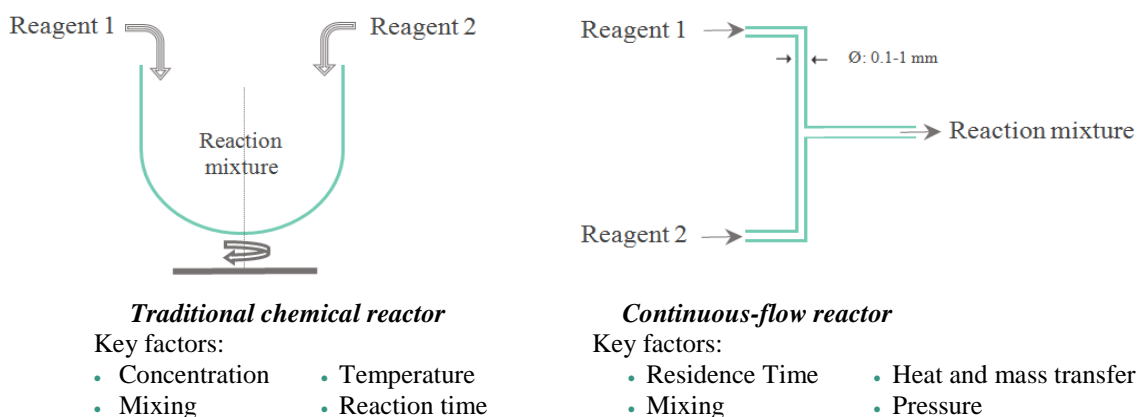 Reagent 1
Reagent 2
Reaction
mixture
Traditional chemical reactor
Key factors:
• Concentration • Temperature
• Mixing • Reaction time
Reagent 1
Ø: 0.1-1 mm
Reaction mixture
Reagent 2
Continuous-flow reactor
Key factors:
• Residence Time • Heat and mass transfer
• Mixing • Pressure